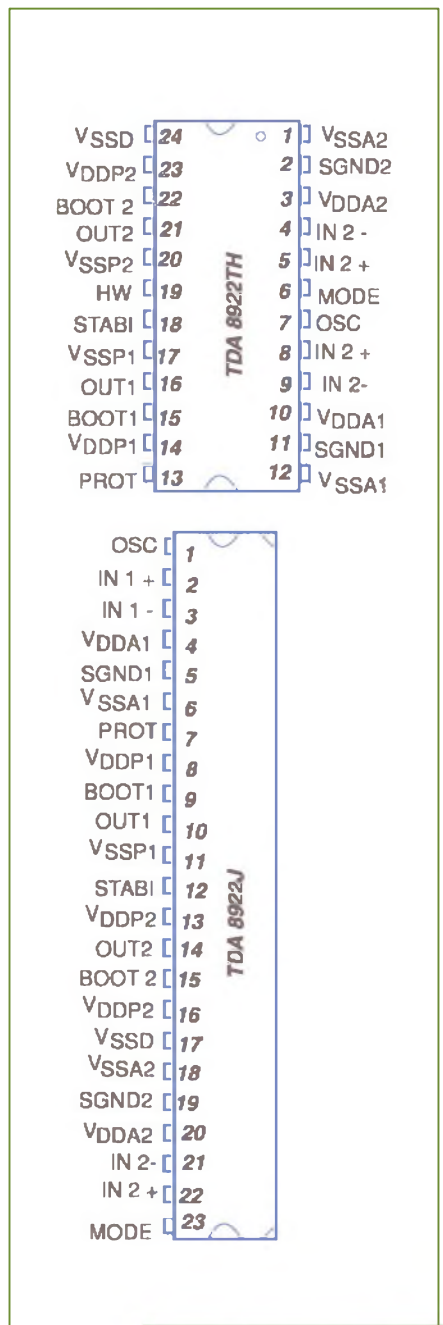 VSSD 24 1 VSSA2
VDDP2 23 2 SGND2
BOOT 2 22 3 VDDA2
OUT2 21 4 IN 2 -
VSSP2 20 5 IN 2 +
HW 19 6 MODE
STABI 18 7 OSC
VSSP1 17 8 IN 2 +
OUT1 16 9 IN 2-
BOOT1 15 10 VDDA1
VDDP1 14 11 SGND1
PROT 13 12 VSSA1
TDA 8922TH
OSC 1
IN 1 + 2
IN 1 - 3
VDDA1 4
SGND1 5
VSSA1 6
PROT 7
VDDP1 8
BOOT1 9
OUT1 10
VSSP1 11
STABI 12
VDDP2 13
OUT2 14
BOOT 2 15
VDDP2 16
VSSD 17
VSSA2 18
SGND2 19
VDDA2 20
IN 2- 21
IN 2 + 22
MODE 23
TDA 8922J